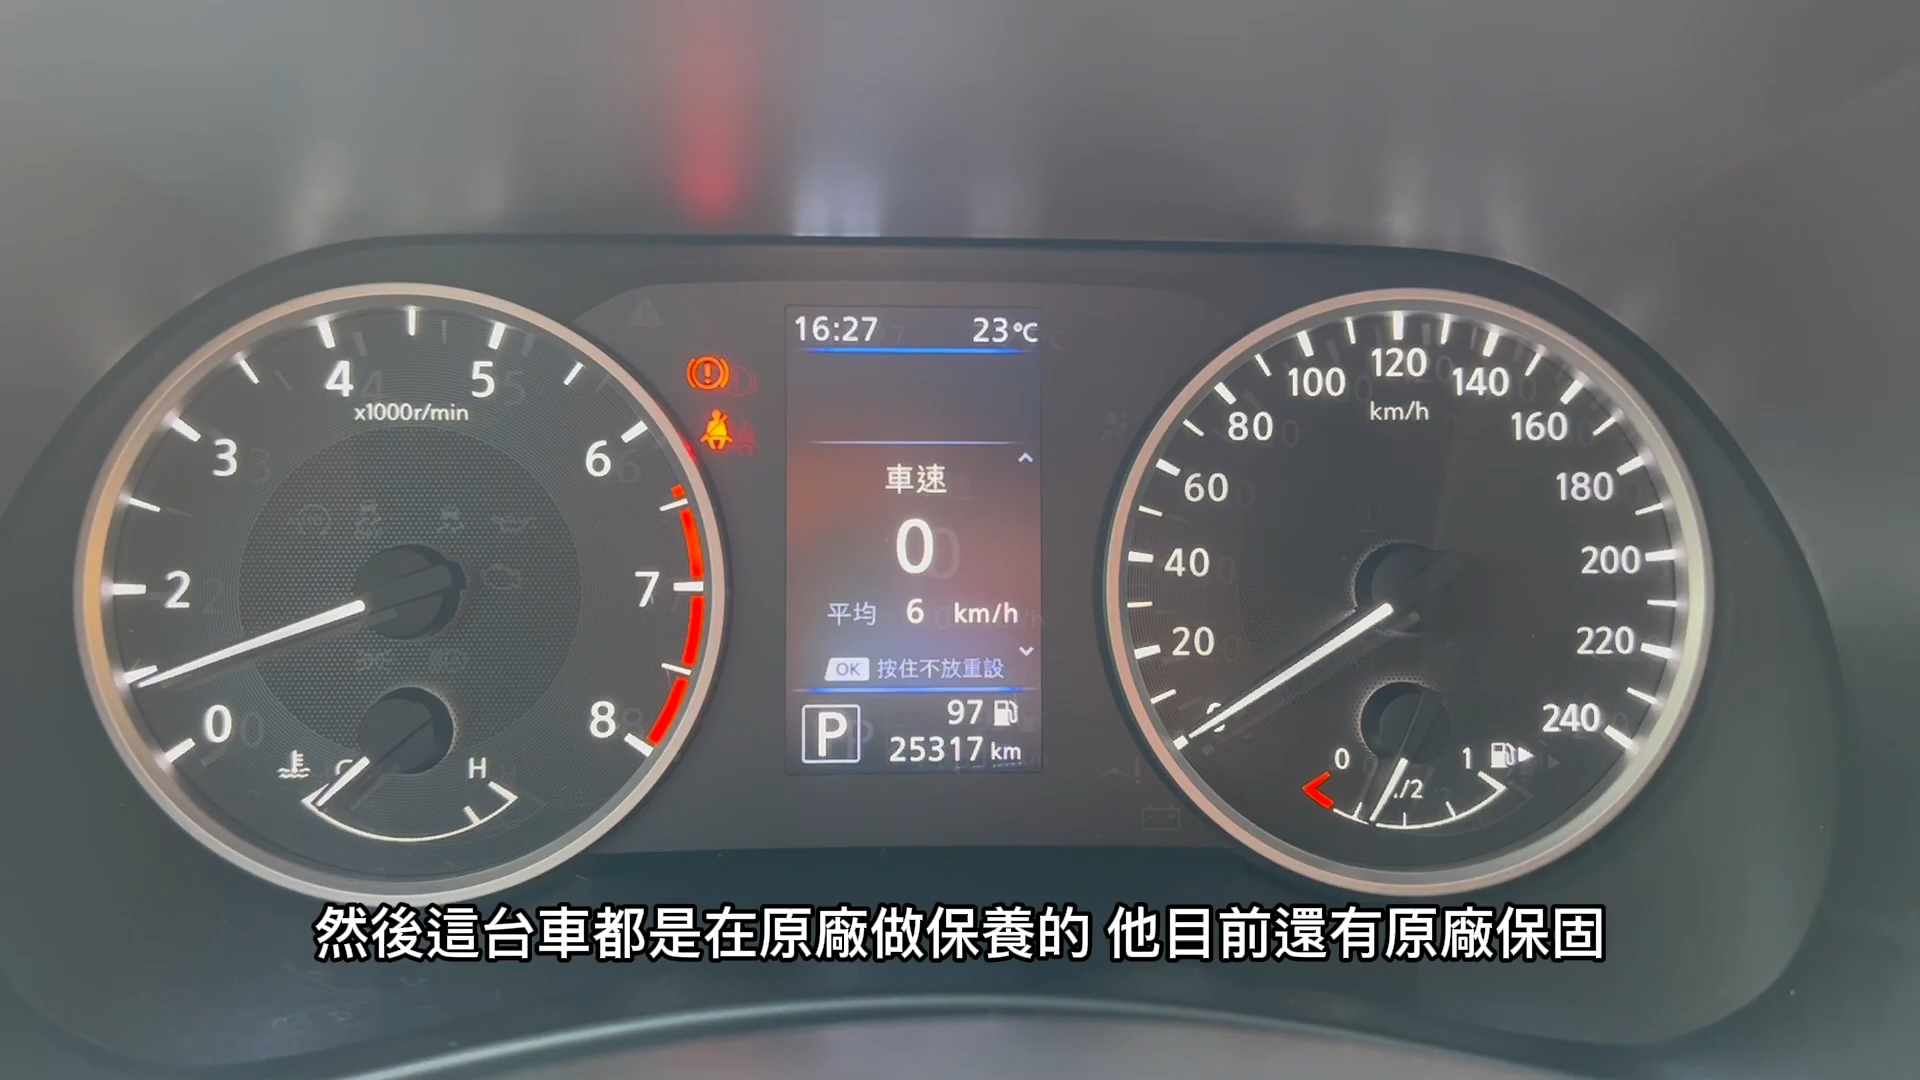 16:27 23°C
4 5
x1000r/min
3 6
2 7
0 8
C H
車速
0
平均 6 km/h
OK 按住不放重設
P 97
25317 km
100 120 140
km/h
80 160
60 180
40 200
20 220
0 240
0 1/2 1
然後這台車都是在原廠做保養的 他目前還有原廠保固